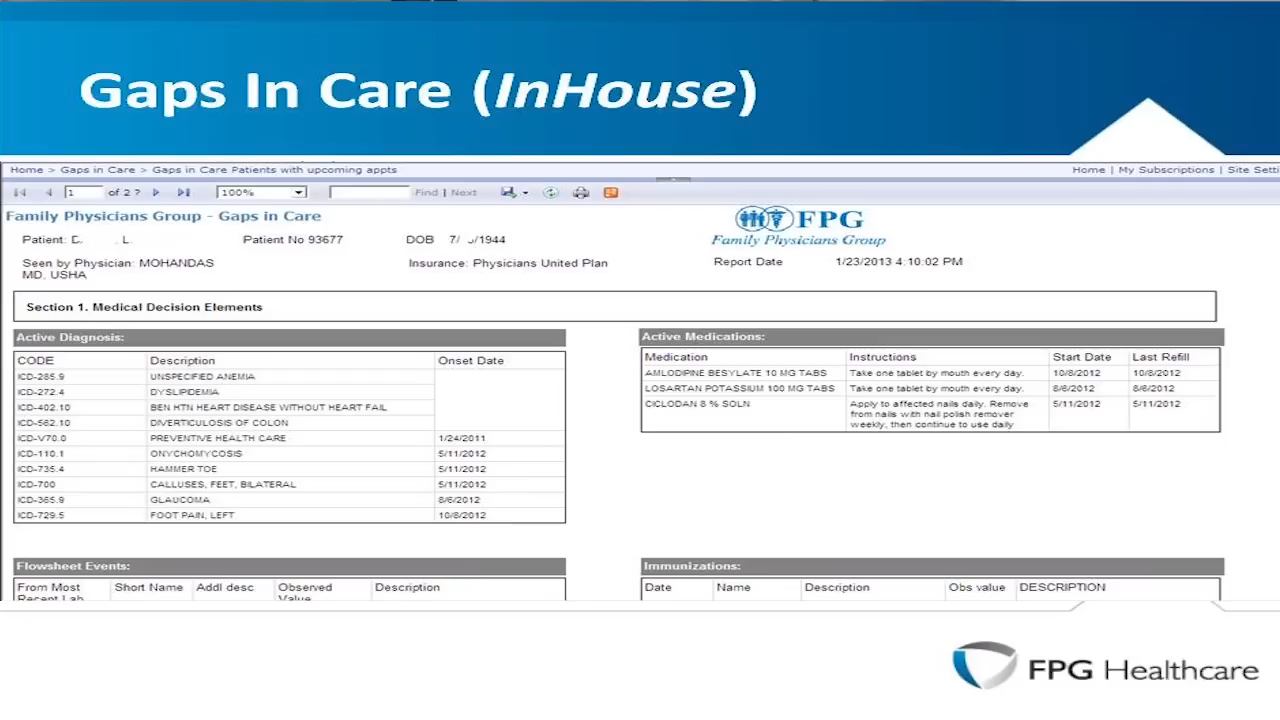 Gaps In Care (InHouse)
Home > Gaps in Care > Gaps in Care Patients with upcoming appts
Home | My Subscriptions | Site Setti
1 of 2 ? 100% Find | Next
Family Physicians Group - Gaps in Care
FPG
Family Physicians Group
Patient: L. Patient No 93677 DOB 7/ /1944
Seen by Physician: MOHANDAS
MD, USHA
Insurance: Physicians United Plan
Report Date 1/23/2013 4:10:02 PM
Section 1. Medical Decision Elements
Active Diagnosis:
CODE Description Onset Date
ICD-285.9 UNSPECIFIED ANEMIA
ICD-272.4 DYSLIPIDEMIA
ICD-402.10 BEN HTN HEART DISEASE WITHOUT HEART FAIL
ICD-562.10 DIVERTICULOSIS OF COLON
ICD-V70.0 PREVENTIVE HEALTH CARE 1/24/2011
ICD-110.1 ONYCHOMYCOSIS 5/11/2012
ICD-735.4 HAMMER TOE 5/11/2012
ICD-700 CALLUSES, FEET, BILATERAL 5/11/2012
ICD-365.9 GLAUCOMA 8/6/2012
ICD-729.5 FOOT PAIN, LEFT 10/8/2012
Active Medications:
Medication Instructions Start Date Last Refill
AMLODIPINE BESYLATE 10 MG TABS Take one tablet by mouth every day. 10/8/2012 10/8/2012
LOSARTAN POTASSIUM 100 MG TABS Take one tablet by mouth every day. 8/6/2012 8/6/2012
CICLODAN 8 % SOLN Apply to affected nails daily. Remove 5/11/2012 5/11/2012
from nails with nail polish remover
weekly, then continue to use daily
Flowsheet Events:
From Most Short Name Addl desc Observed Description
Recent Lab Value
Immunizations:
Date Name Description Obs value DESCRIPTION
FPG Healthcare